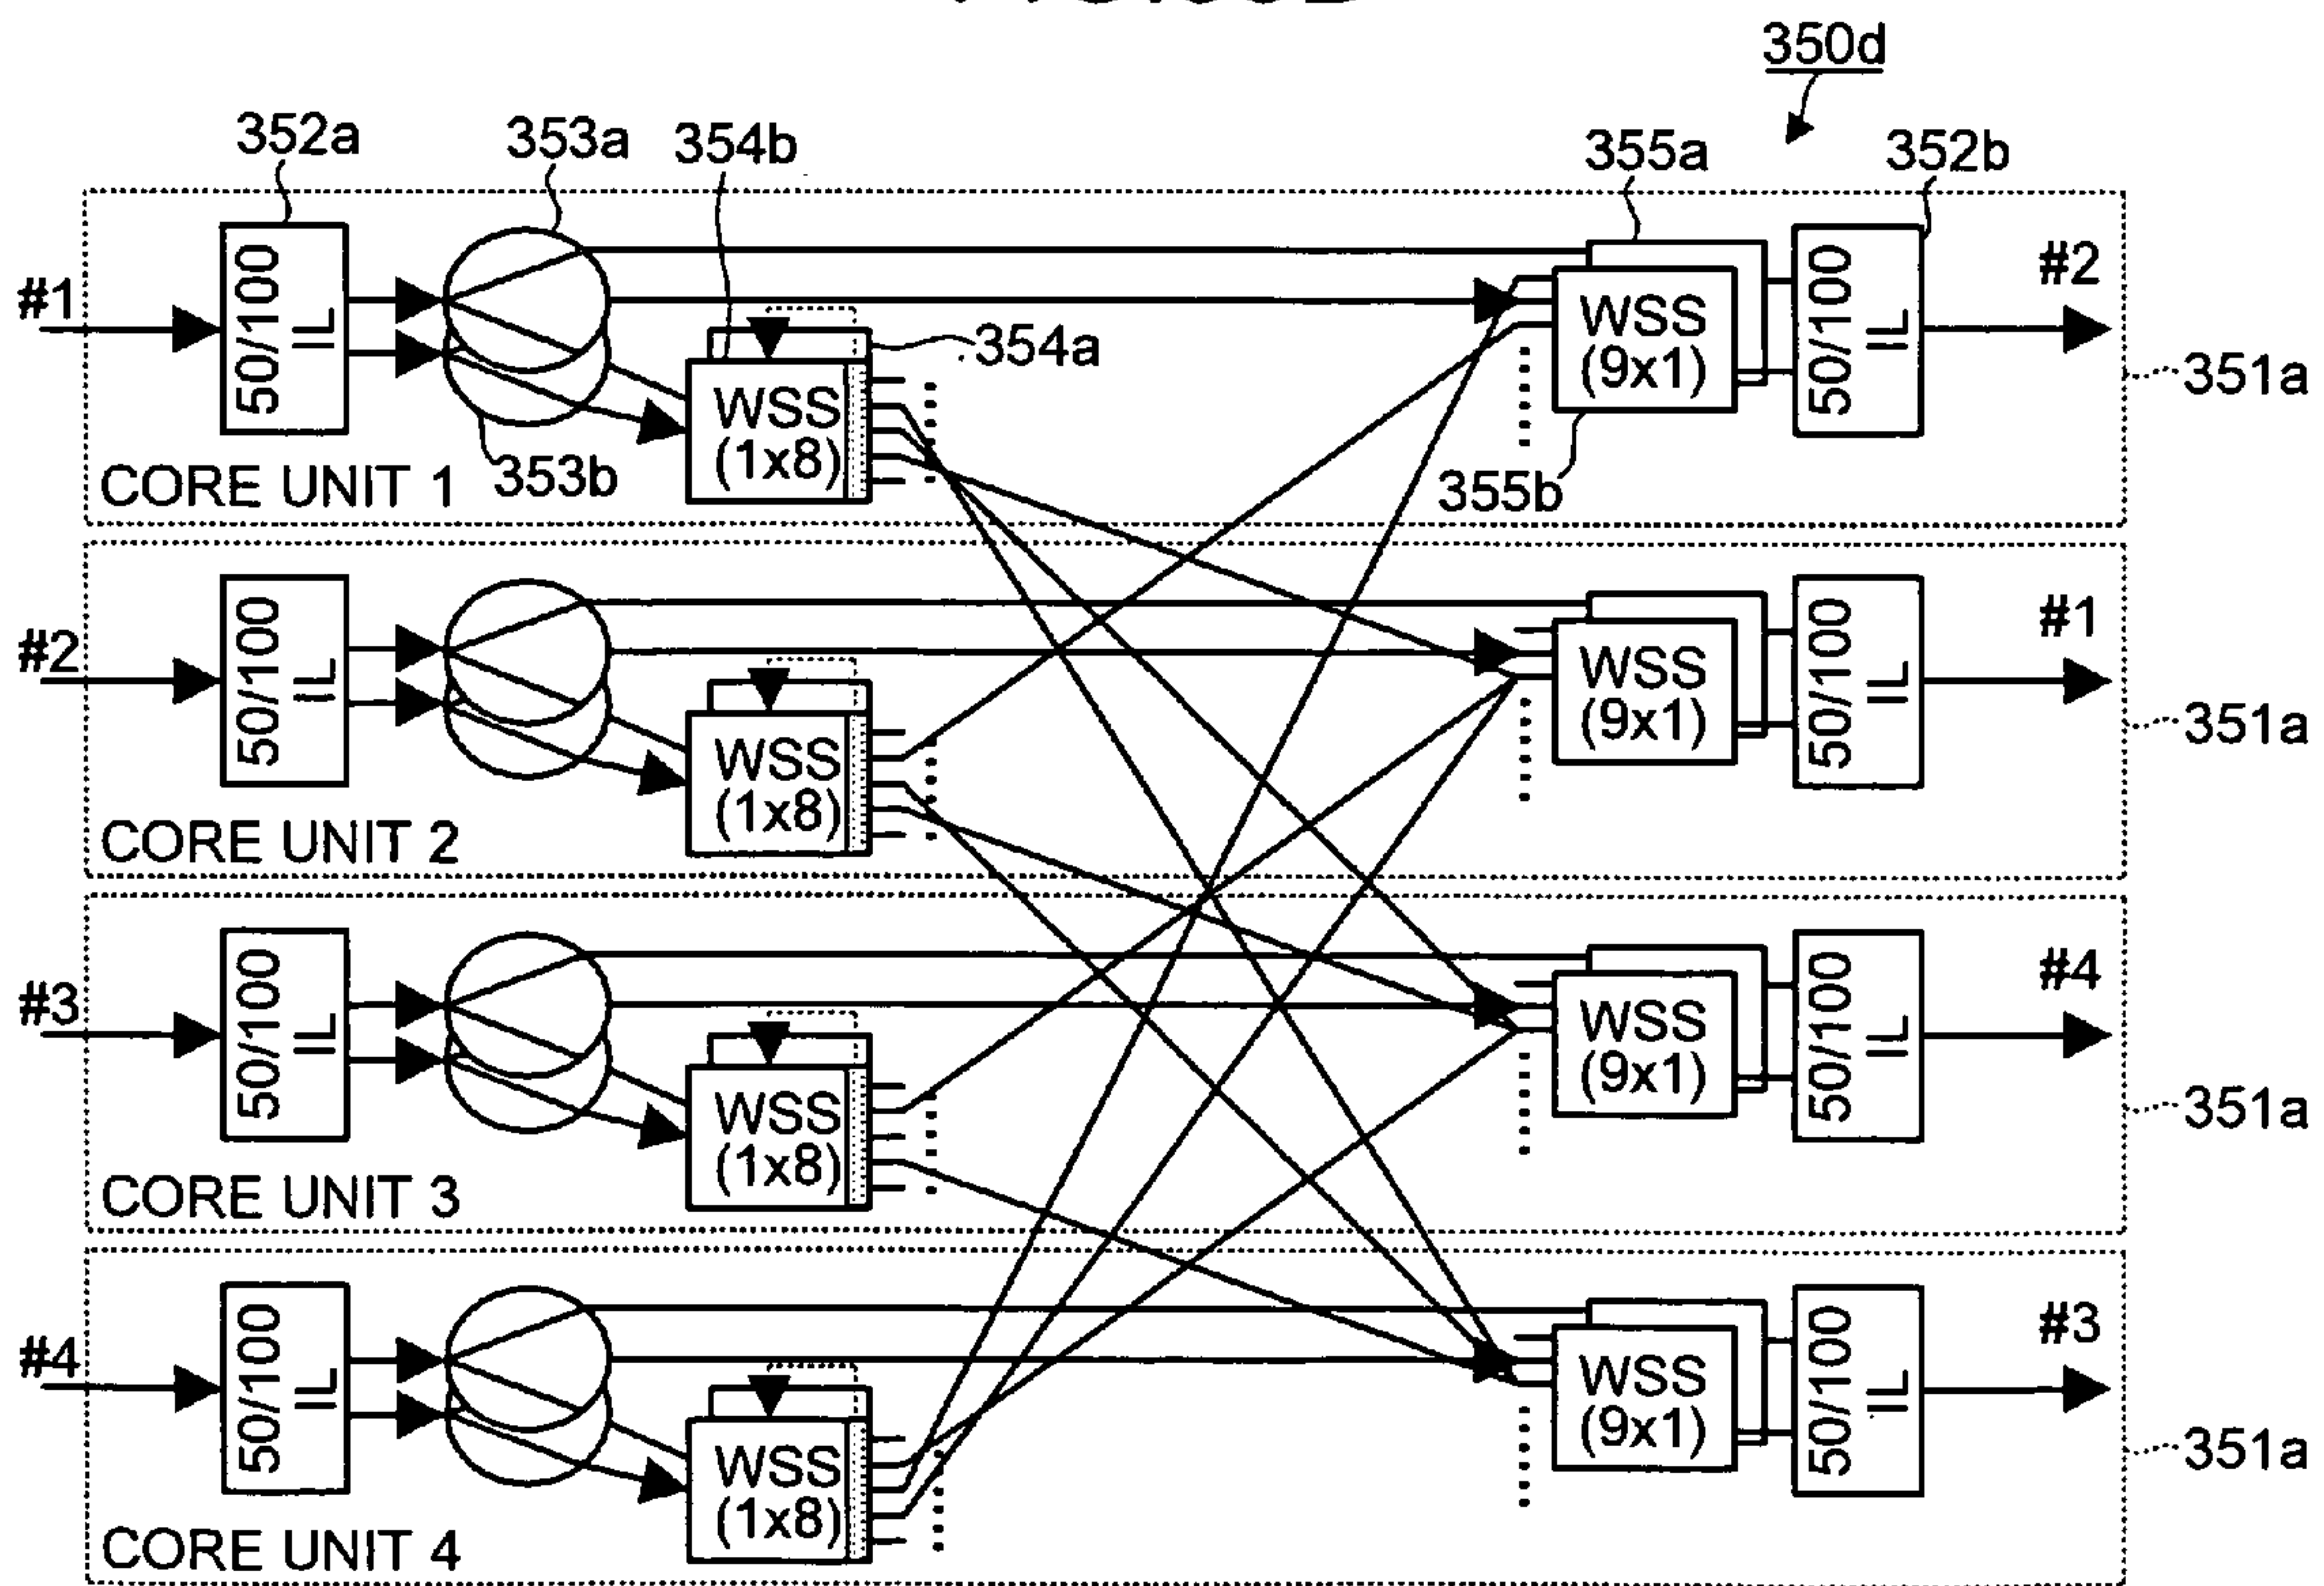 350d
352a
353a
354b
355a
352b
#1
50/100
IL
354a
WSS
(1x8)
WSS
(9x1)
50/100
IL
#2
351a
CORE UNIT 1
353b
355b
#2
50/100
IL
WSS
(1x8)
WSS
(9x1)
50/100
IL
#1
351a
CORE UNIT 2
#3
50/100
IL
WSS
(1x8)
WSS
(9x1)
50/100
IL
#4
351a
CORE UNIT 3
#4
50/100
IL
WSS
(1x8)
WSS
(9x1)
50/100
IL
#3
351a
CORE UNIT 4